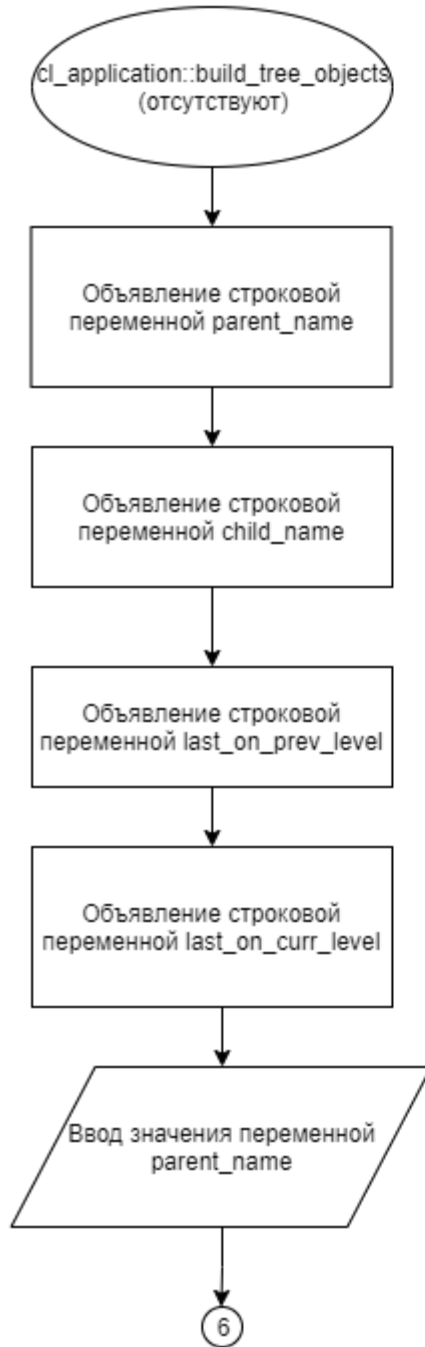 cl_application::build_tree_objects
(отсутствуют)
Объявление строковой
переменной parent_name
Объявление строковой
переменной child_name
Объявление строковой
переменной last_on_prev_level
Объявление строковой
переменной last_on_curr_level
Ввод значения переменной
parent_name
6